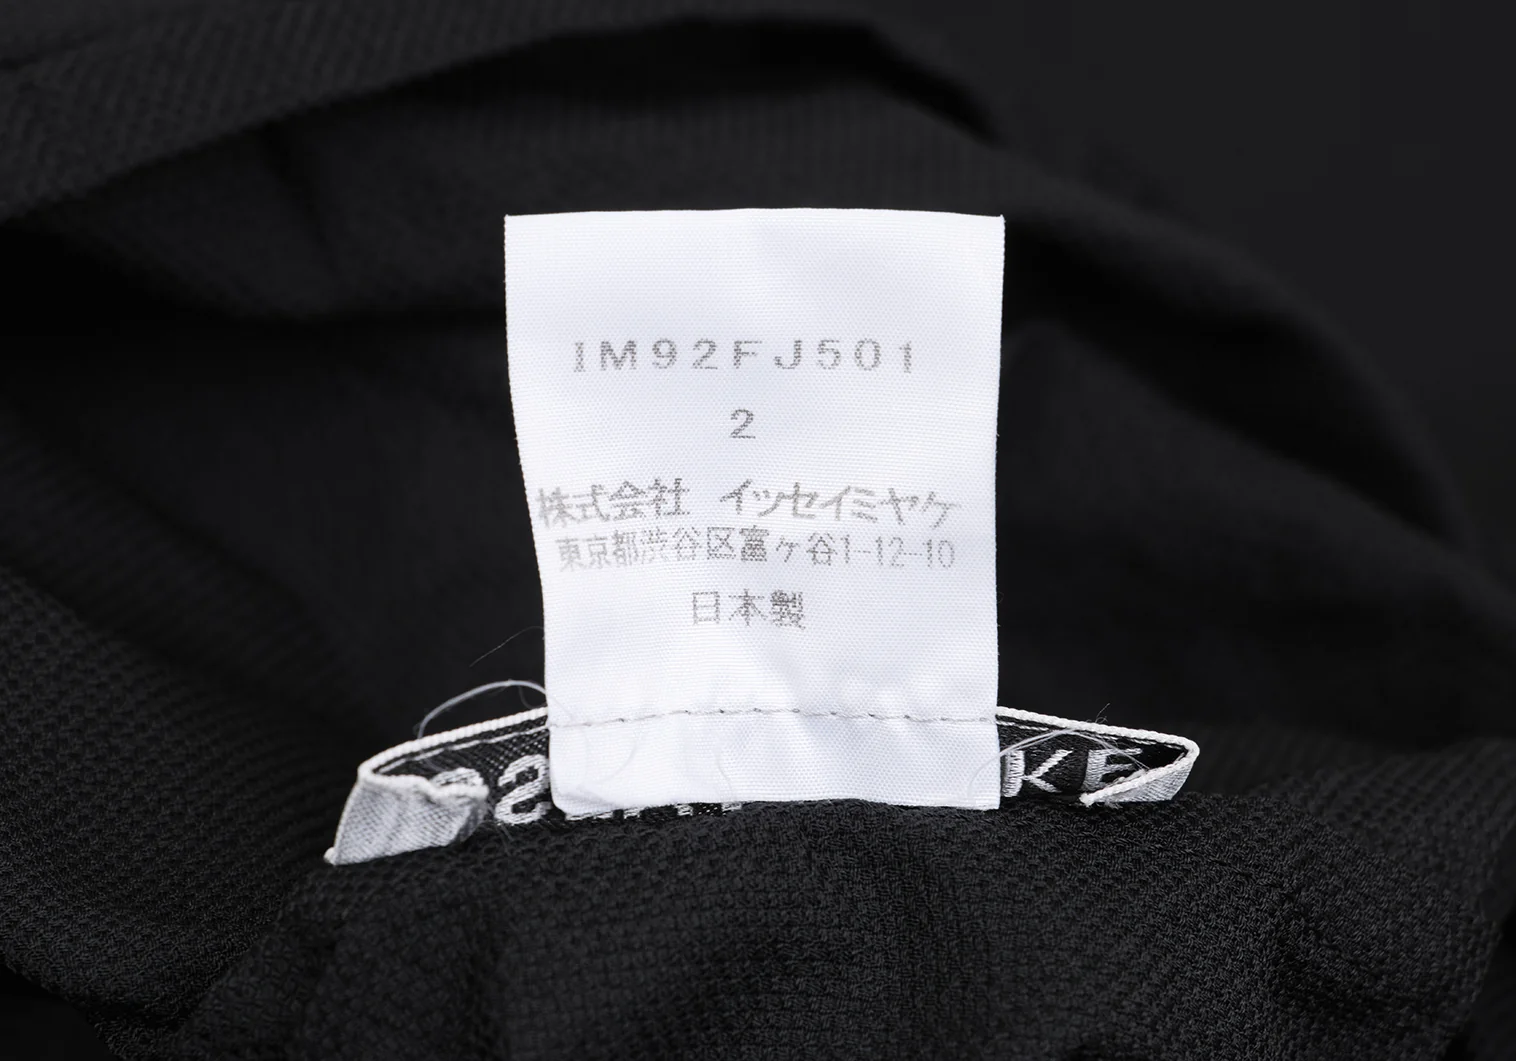 IM92FJ501
2
株式会社 イッセイミヤケ
東京都渋谷区富ヶ谷1-12-10
日本製
KE